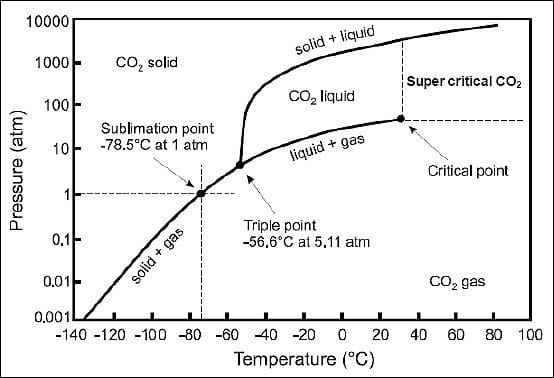 10000
1000
100
10
1
0.1
0.01
0.001
Pressure (atm)
CO₂ solid
solid + liquid
CO₂ liquid
Super critical CO₂
Sublimation point
-78.5°C at 1 atm
liquid + gas
Critical point
Triple point
-56.6°C at 5.11 atm
solid + gas
CO₂ gas
-140 -120 -100 -80 -60 -40 -20 0 20 40 60 80 100
Temperature (°C)